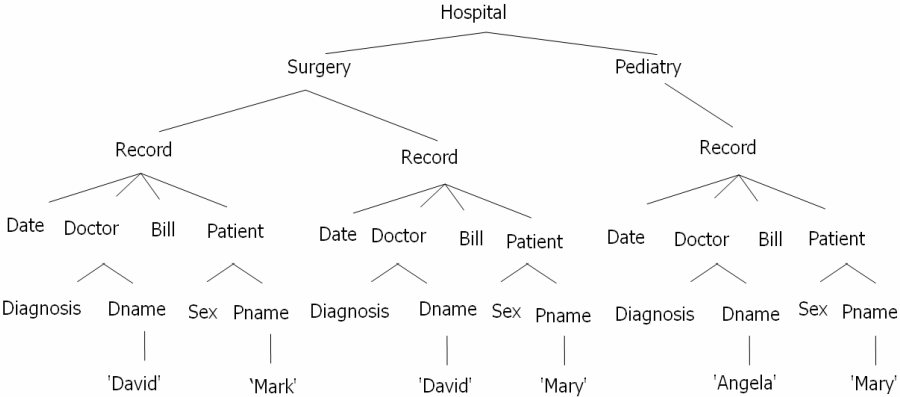 Hospital
Surgery Pediatry
Record Record Record
Date Doctor Bill Patient Date Doctor Bill Patient Date Doctor Bill Patient
Diagnosis Dname Sex Pname Diagnosis Dname Sex Pname Diagnosis Dname Sex Pname
'David' 'Mark' 'David' 'Mary' 'Angela' 'Mary'